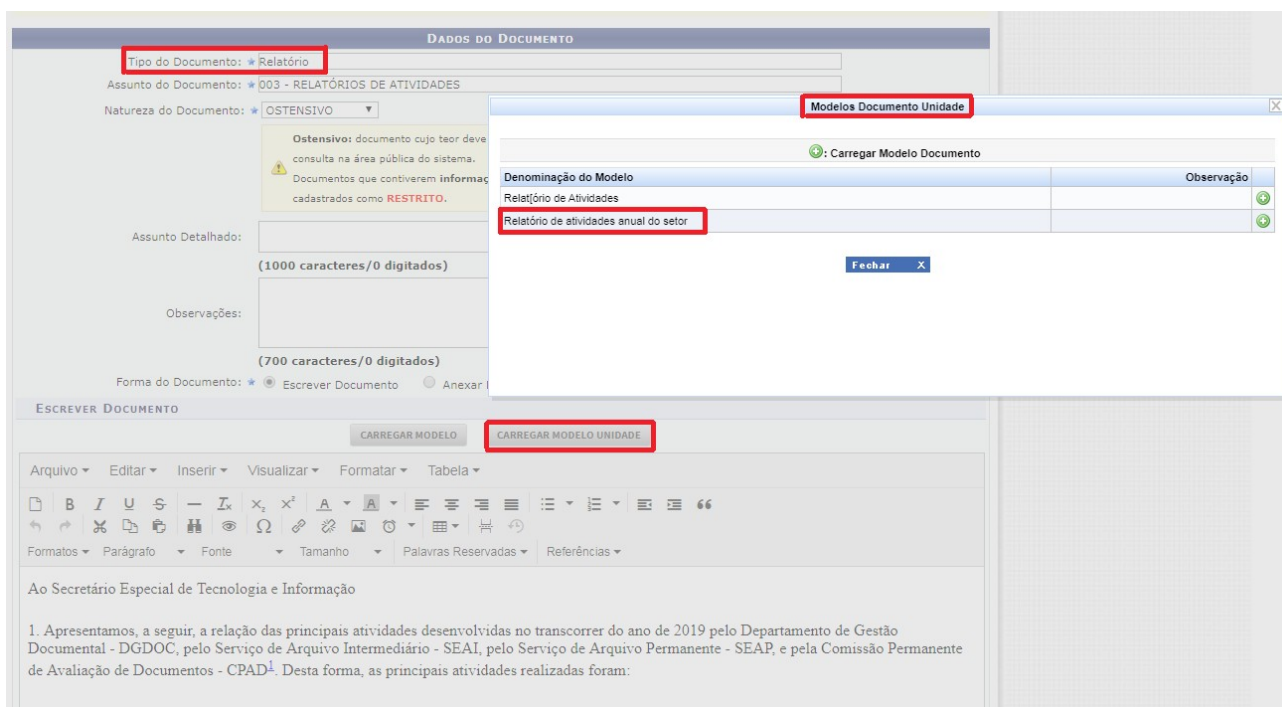 DADOS DO DOCUMENTO
Tipo do Documento: ★ Relatório
Assunto do Documento: ★ 003 - RELATÓRIOS DE ATIVIDADES
Natureza do Documento: ★ OSTENSIVO
Ostensivo: documento cujo teor deve
consulta na área pública do sistema.
Documentos que contiverem informaç
cadastrados como RESTRITO.
Assunto Detalhado:
(1000 caracteres/0 digitados)
Observações:
(700 caracteres/0 digitados)
Forma do Documento: ★ Escrever Documento Anexar
Modelos Documento Unidade X
: Carregar Modelo Documento
Denominação do Modelo Observação
Relat[ório de Atividades
Relatório de atividades anual do setor
Fechar X
ESCREVER DOCUMENTO
CARREGAR MODELO CARREGAR MODELO UNIDADE
Arquivo Editar Inserir Visualizar Formatar Tabela
Formatos Parágrafo Fonte Tamanho Palavras Reservadas Referências
Ao Secretário Especial de Tecnologia e Informação
1. Apresentamos, a seguir, a relação das principais atividades desenvolvidas no transcorrer do ano de 2019 pelo Departamento de Gestão
Documental - DGDOC, pelo Serviço de Arquivo Intermediário - SEAI, pelo Serviço de Arquivo Permanente - SEAP, e pela Comissão Permanente
de Avaliação de Documentos - CPAD1. Desta forma, as principais atividades realizadas foram: